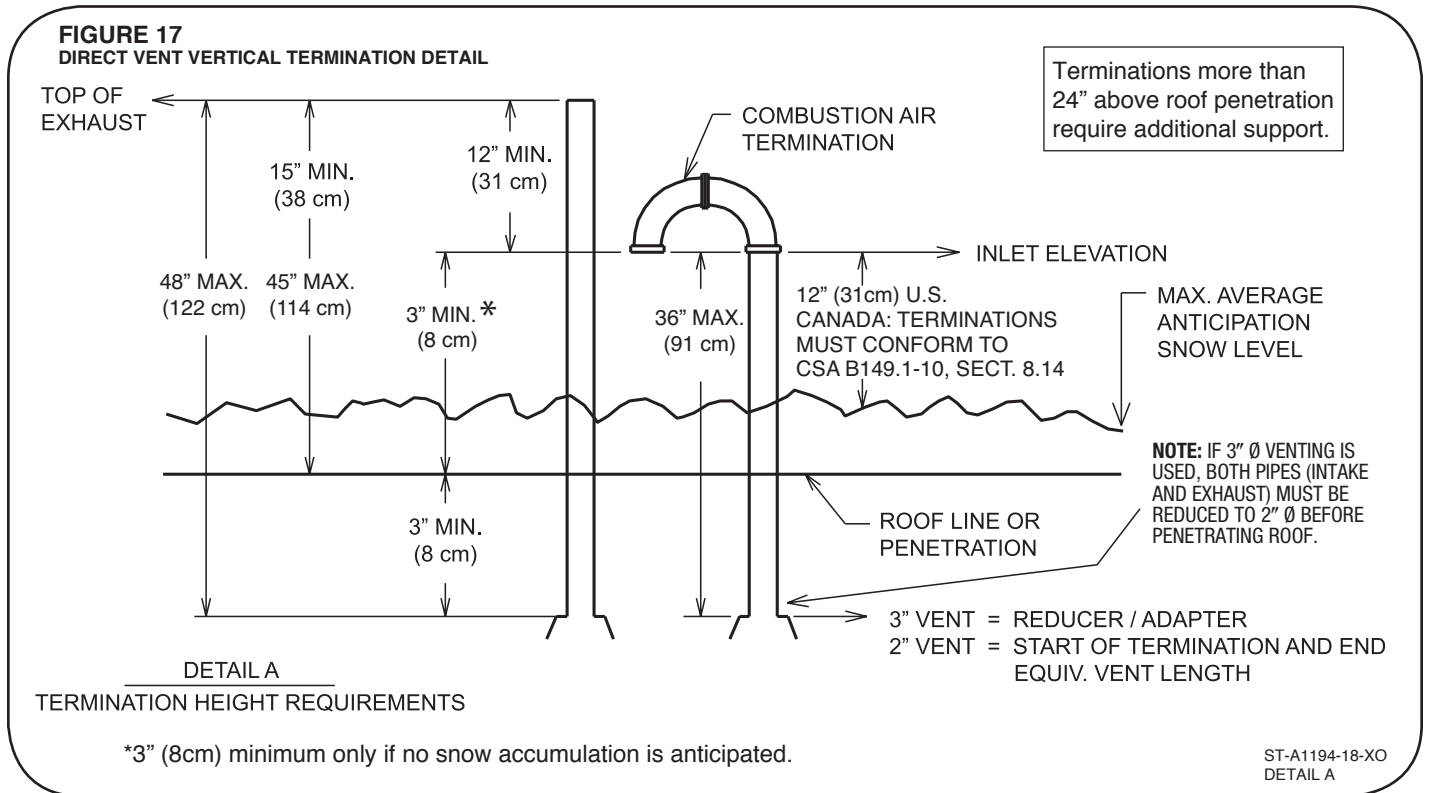 FIGURE 17
DIRECT VENT VERTICAL TERMINATION DETAIL
Terminations more than
24” above roof penetration
require additional support.
TOP OF
EXHAUST
COMBUSTION AIR
TERMINATION
15” MIN.
(38 cm)
12” MIN.
(31 cm)
INLET ELEVATION
48” MAX.
(122 cm)
45” MAX.
(114 cm)
3” MIN. *
(8 cm)
36” MAX.
(91 cm)
12” (31cm) U.S.
CANADA: TERMINATIONS
MUST CONFORM TO
CSA B149.1-10, SECT. 8.14
MAX. AVERAGE
ANTICIPATION
SNOW LEVEL
NOTE: IF 3″ Ø VENTING IS
USED, BOTH PIPES (INTAKE
AND EXHAUST) MUST BE
REDUCED TO 2″ Ø BEFORE
PENETRATING ROOF.
3” MIN.
(8 cm)
ROOF LINE OR
PENETRATION
3” VENT = REDUCER / ADAPTER
2” VENT = START OF TERMINATION AND END
EQUIV. VENT LENGTH
DETAIL A
TERMINATION HEIGHT REQUIREMENTS
*3” (8cm) minimum only if no snow accumulation is anticipated.
ST-A1194-18-XO
DETAIL A